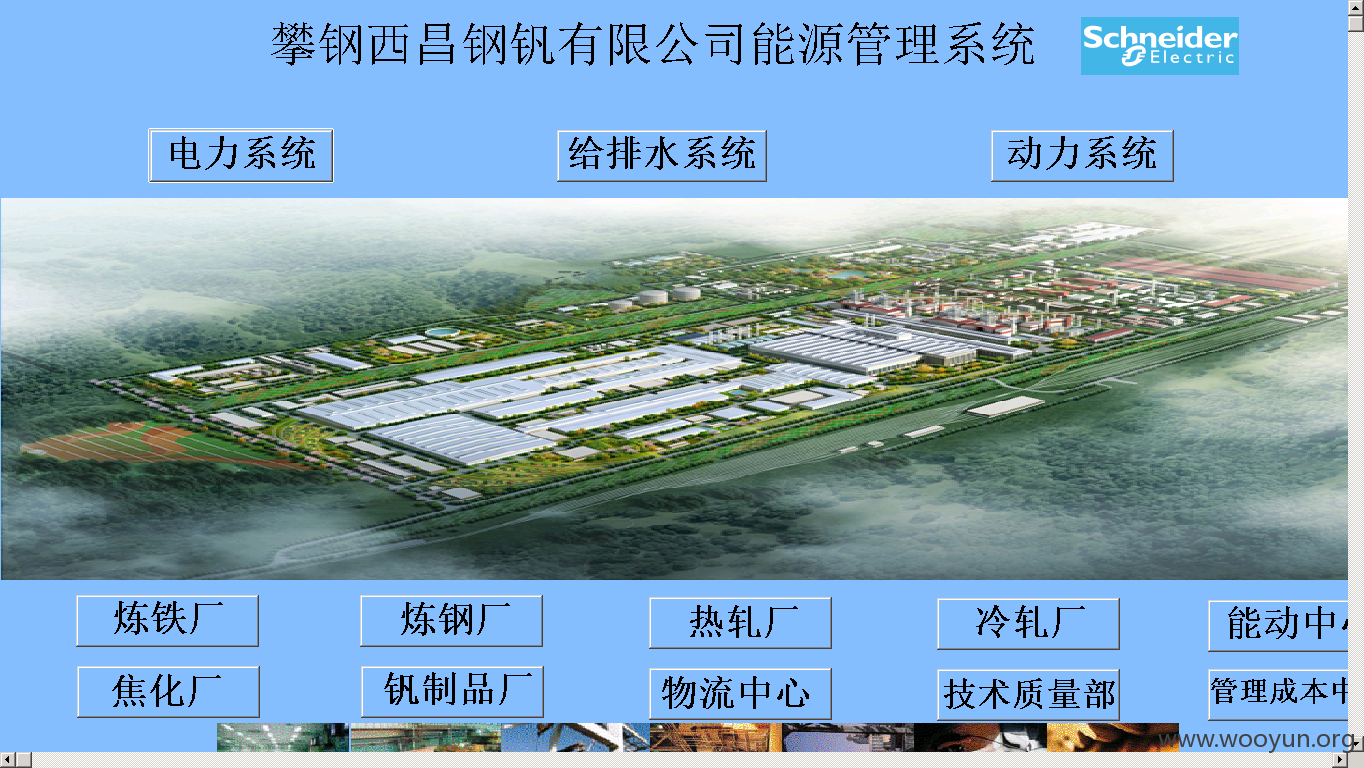 攀钢西昌钢钒有限公司能源管理系统
Schneider
Electric
电力系统
给排水系统
动力系统
炼铁厂
炼钢厂
热轧厂
冷轧厂
能动中
焦化厂
钒制品厂
物流中心
技术质量部
管理成本中
www.wooyun.org